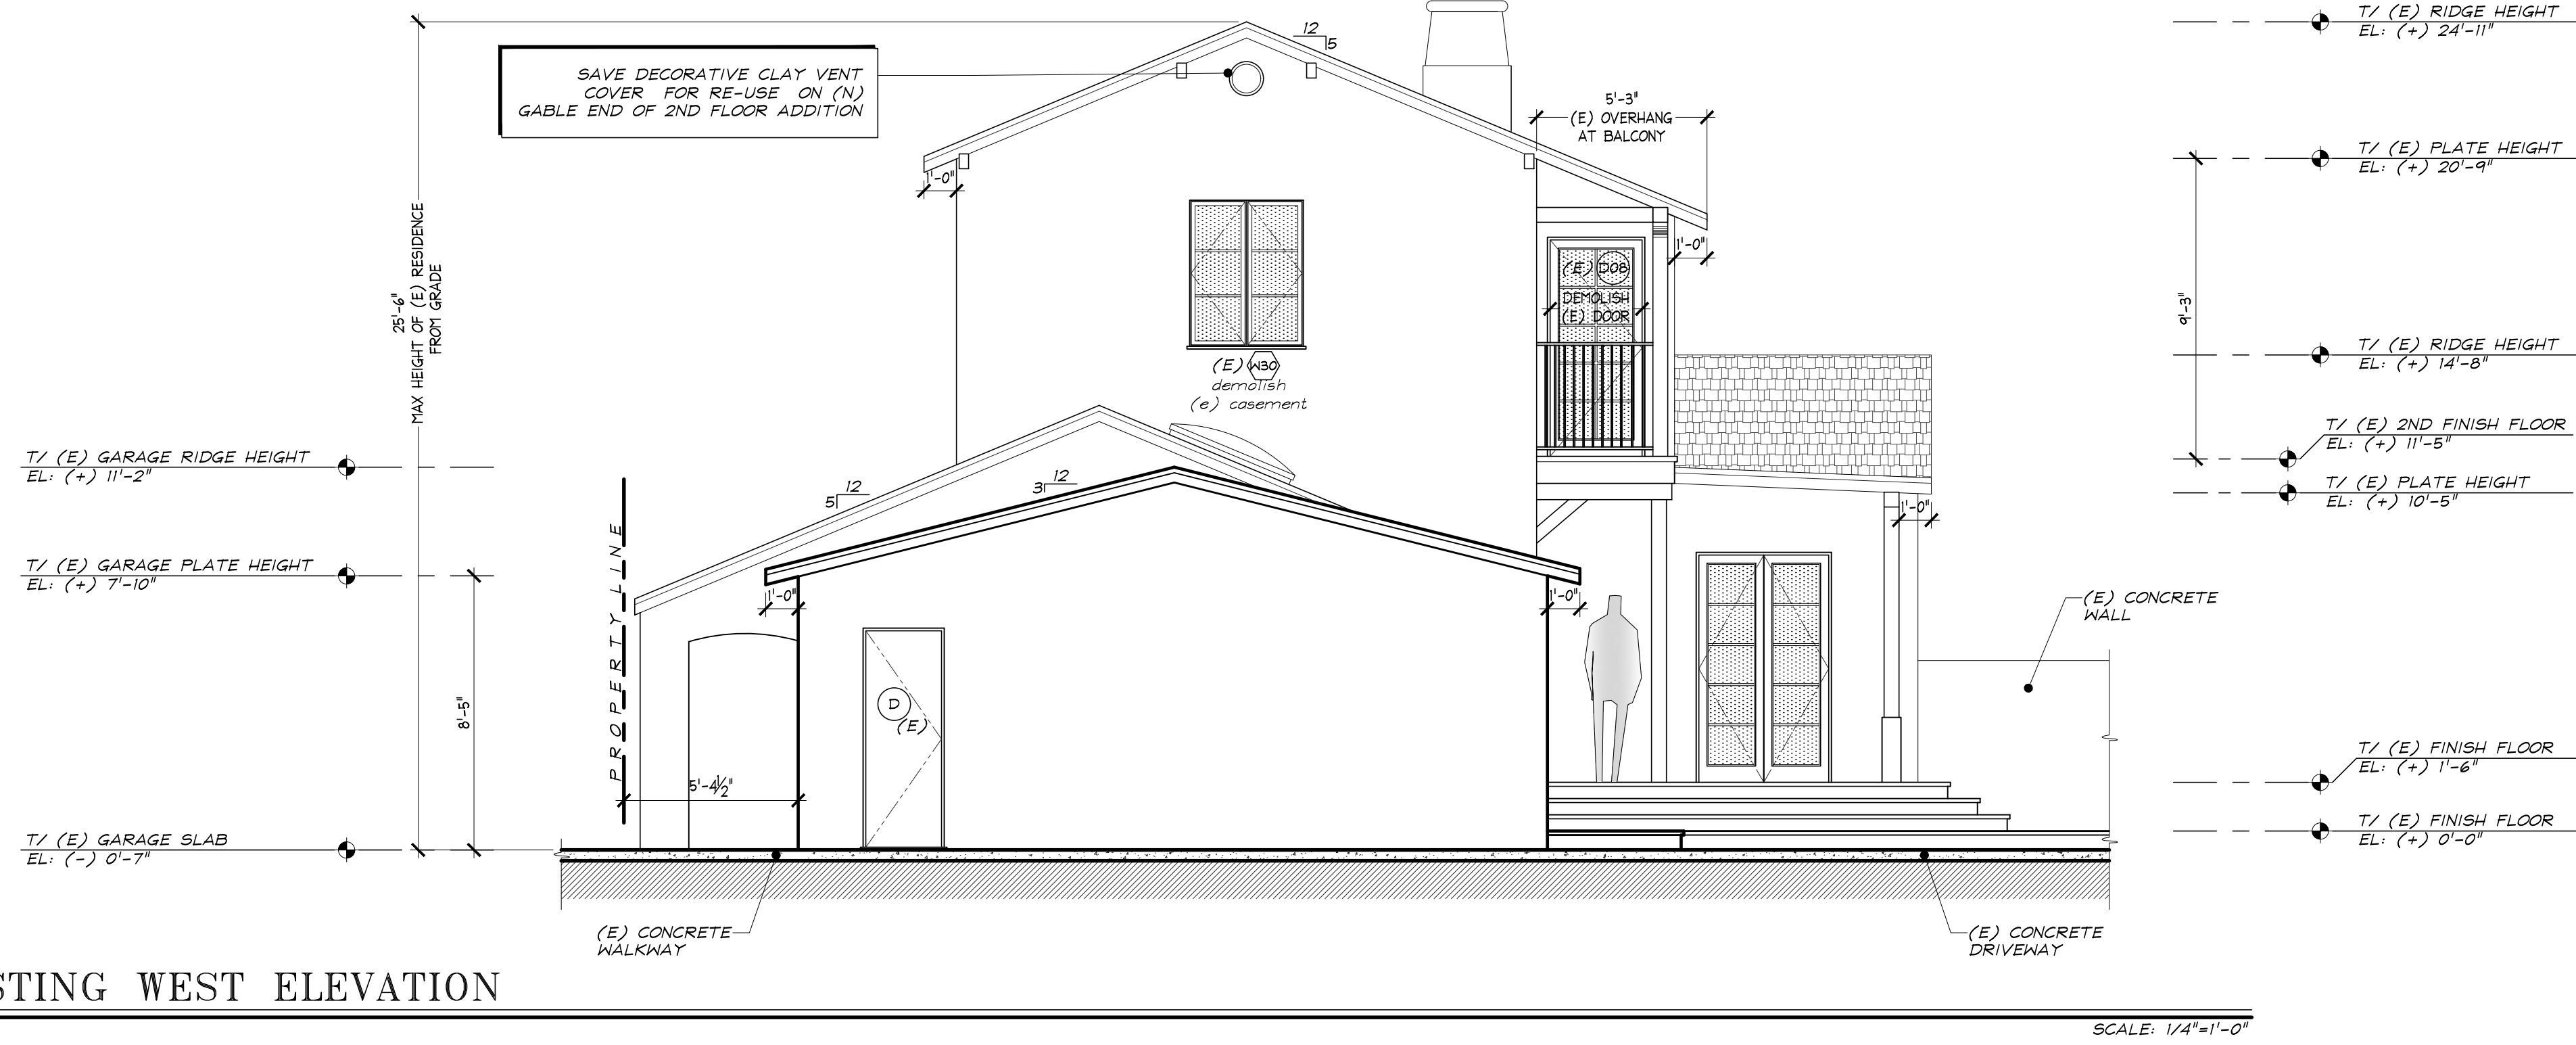 T/ (E) RIDGE HEIGHT
EL: (+) 24'-11"
12
5
SAVE DECORATIVE CLAY VENT
COVER FOR RE-USE ON (N)
GABLE END OF 2ND FLOOR ADDITION
5'-3"
(E) OVERHANG
AT BALCONY
T/ (E) PLATE HEIGHT
EL: (+) 20'-9"
1'-0"
1'-0"
25'-6"
MAX HEIGHT OF (E) RESIDENCE
FROM GRADE
(E) D08
DEMOLISH
(E) DOOR
9'-3"
(E) W30
demolish
(e) casement
T/ (E) RIDGE HEIGHT
EL: (+) 14'-8"
T/ (E) 2ND FINISH FLOOR
EL: (+) 11'-5"
T/ (E) GARAGE RIDGE HEIGHT
EL: (+) 11'-2"
12
5
12
3
T/ (E) PLATE HEIGHT
EL: (+) 10'-5"
1'-0"
T/ (E) GARAGE PLATE HEIGHT
EL: (+) 7'-10"
1'-0"
1'-0"
PROPERTY LINE
(E) CONCRETE
WALL
8'-5"
D
(E)
5'-4½"
T/ (E) FINISH FLOOR
EL: (+) 1'-6"
T/ (E) GARAGE SLAB
EL: (-) 0'-7"
T/ (E) FINISH FLOOR
EL: (+) 0'-0"
(E) CONCRETE
WALKWAY
(E) CONCRETE
DRIVEWAY
STING WEST ELEVATION
SCALE: 1/4"=1'-0"